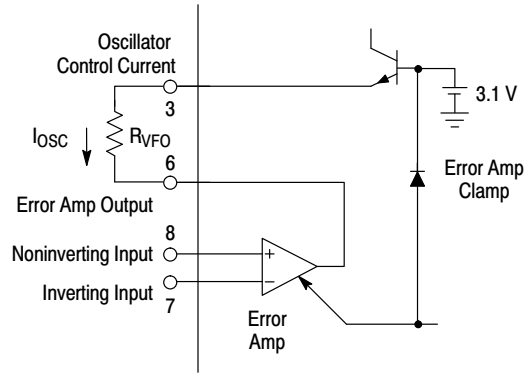 Oscillator
Control Current
3
3.1 V
IOSC
RVFO
6
Error Amp Output
Error Amp
Clamp
8
Noninverting Input
+
Inverting Input
−
7
Error
Amp